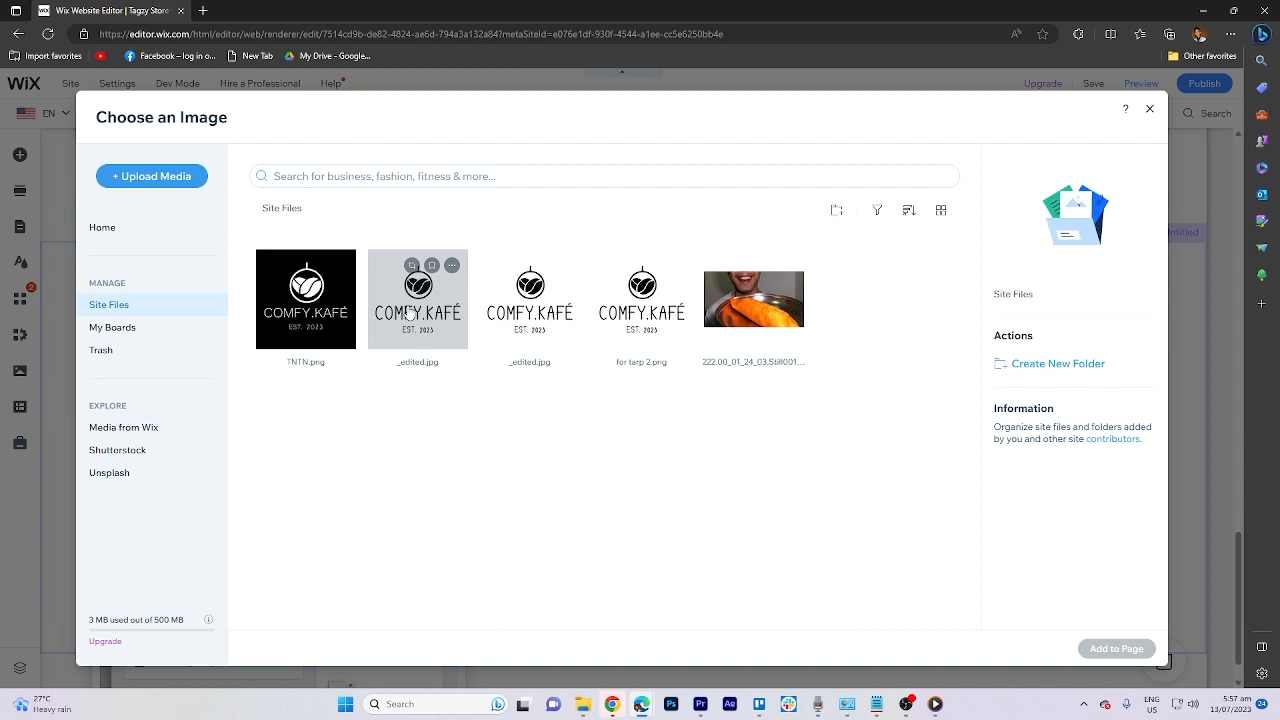 Wix Website Editor | Tagzy Store
https://editor.wix.com/html/editor/web/renderer/edit/7514cd9b-de82-4824-ae6d-794a3a132a84?metaSiteId=e076e1df-930f-4544-a1ee-cc5e6250bb4e
Import favorites
Facebook – log in o...
New Tab
My Drive - Google...
Other favorites
WiX
Site
Settings
Dev Mode
Hire a Professional
Help
Upgrade
Save
Preview
Publish
EN
Search
Choose an Image
?
+ Upload Media
Search for business, fashion, fitness & more...
Site Files
Home
MANAGE
Site Files
My Boards
Trash
EXPLORE
Media from Wix
Shutterstock
Unsplash
3 MB used out of 500 MB
Upgrade
COMFY.KAFÉ
EST. 2023
COMFY.KAFÉ
EST. 2023
COMFY.KAFÉ
EST. 2023
COMFY.KAFÉ
EST. 2023
TNTN.png
_edited.jpg
_edited.jpg
for tarp 2.png
222.00_01_24_03.Still001...
Site Files
Actions
Create New Folder
Information
Organize site files and folders added
by you and other site contributors.
Add to Page
2
27°C
Heavy rain
Search
ENG
US
5:57 am
13/07/2023
24